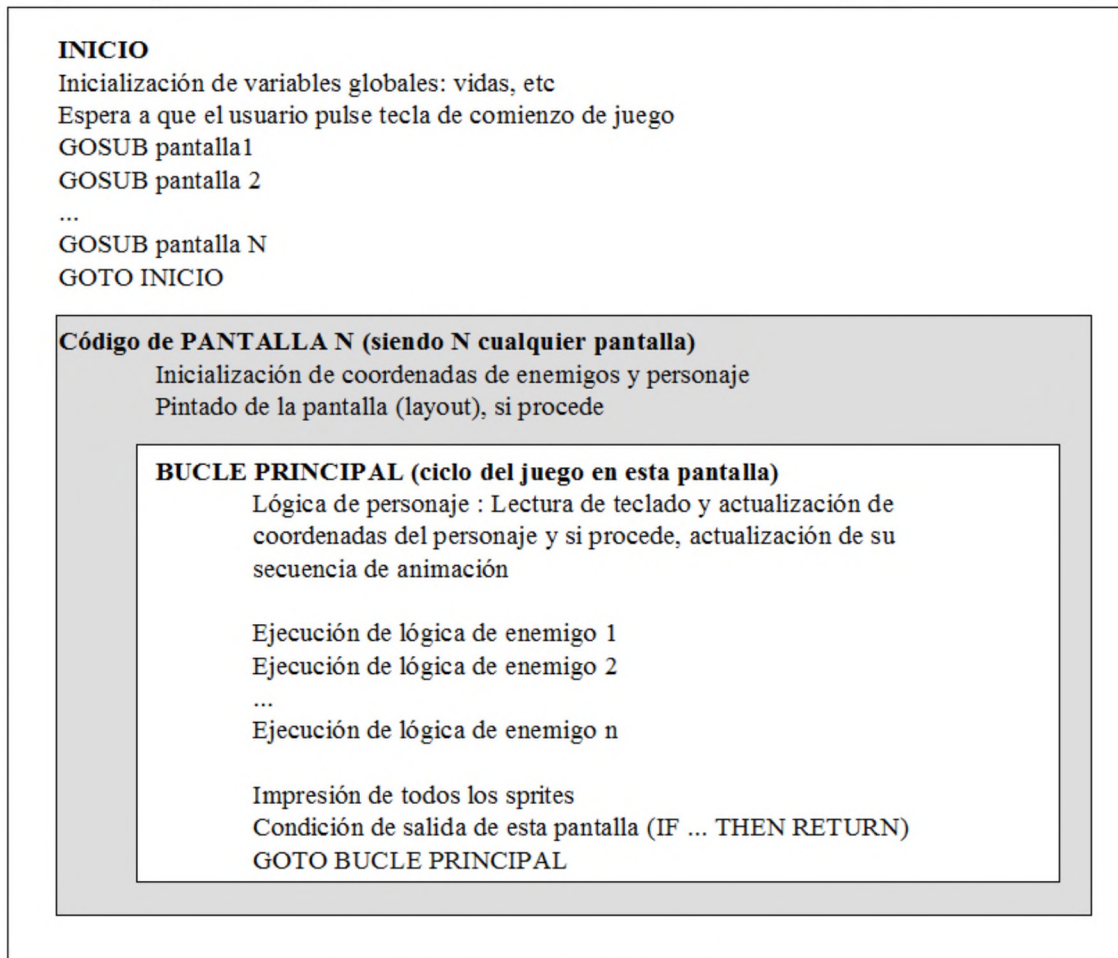 INICIO
Inicialización de variables globales: vidas, etc
Espera a que el usuario pulse tecla de comienzo de juego
GOSUB pantalla1
GOSUB pantalla 2
...
GOSUB pantalla N
GOTO INICIO
Código de PANTALLA N (siendo N cualquier pantalla)
Inicialización de coordenadas de enemigos y personaje
Pintado de la pantalla (layout), si procede
BUCLE PRINCIPAL (ciclo del juego en esta pantalla)
Lógica de personaje : Lectura de teclado y actualización de
coordenadas del personaje y si procede, actualización de su
secuencia de animación
Ejecución de lógica de enemigo 1
Ejecución de lógica de enemigo 2
...
Ejecución de lógica de enemigo n
Impresión de todos los sprites
Condición de salida de esta pantalla (IF ... THEN RETURN)
GOTO BUCLE PRINCIPAL